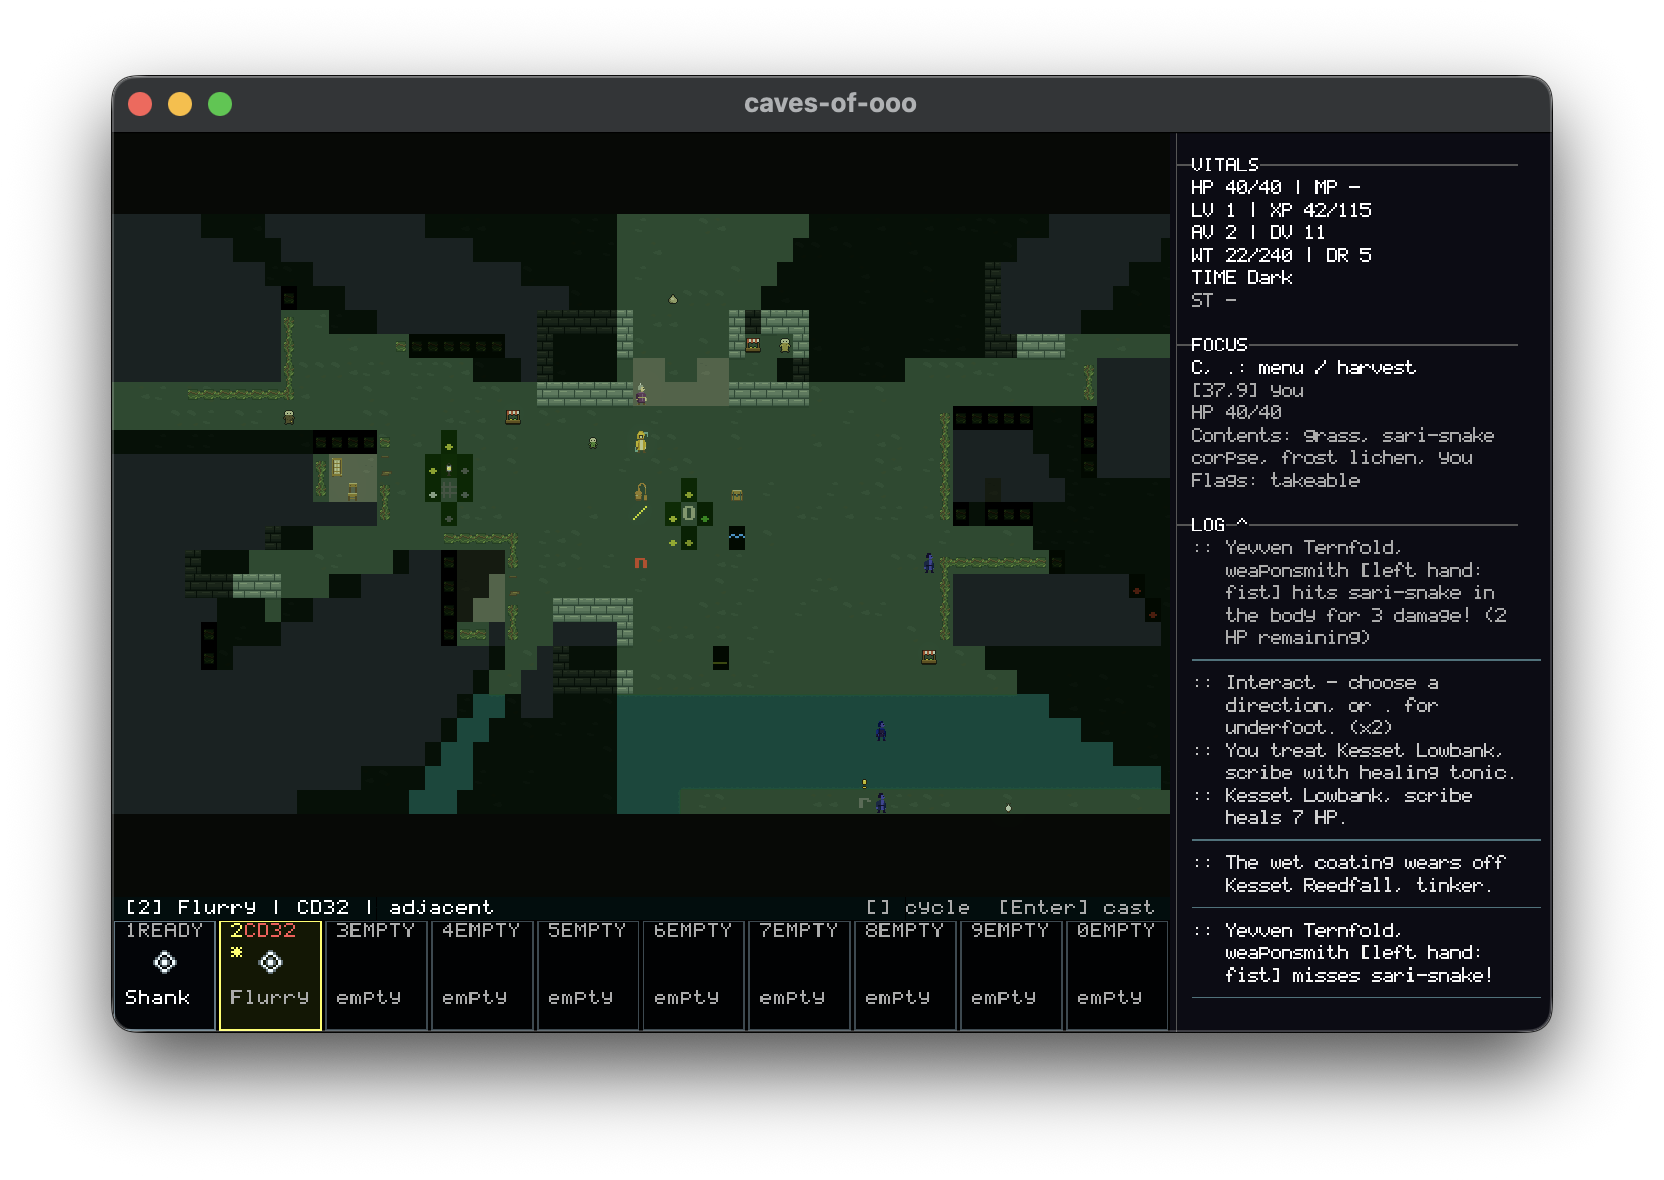 caves-of-ooo
VITALS
HP 40/40 | MP -
LV 1 | XP 42/115
AV 2 | DV 11
WT 22/240 | DR 5
TIME Dark
ST -
FOCUS
C, .: menu / harvest
[37,9] you
HP 40/40
Contents: grass, sari-snake
corpse, frost lichen, you
Flags: takeable
LOG ^
:: Yevven Ternfold,
weaponsmith [left hand:
fist] hits sari-snake in
the body for 3 damage! (2
HP remaining)
:: Interact - choose a
direction, or . for
underfoot. (x2)
:: You treat Kesset Lowbank,
scribe with healing tonic.
:: Kesset Lowbank, scribe
heals 7 HP.
:: The wet coating wears off
Kesset Reedfall, tinker.
:: Yevven Ternfold,
weaponsmith [left hand:
fist] misses sari-snake!
[2] Flurry | CD32 | adjacent
[] cycle [Enter] cast
1READY 2CD32 3EMPTY 4EMPTY 5EMPTY 6EMPTY 7EMPTY 8EMPTY 9EMPTY 0EMPTY
Shank Flurry empty empty empty empty empty empty empty empty